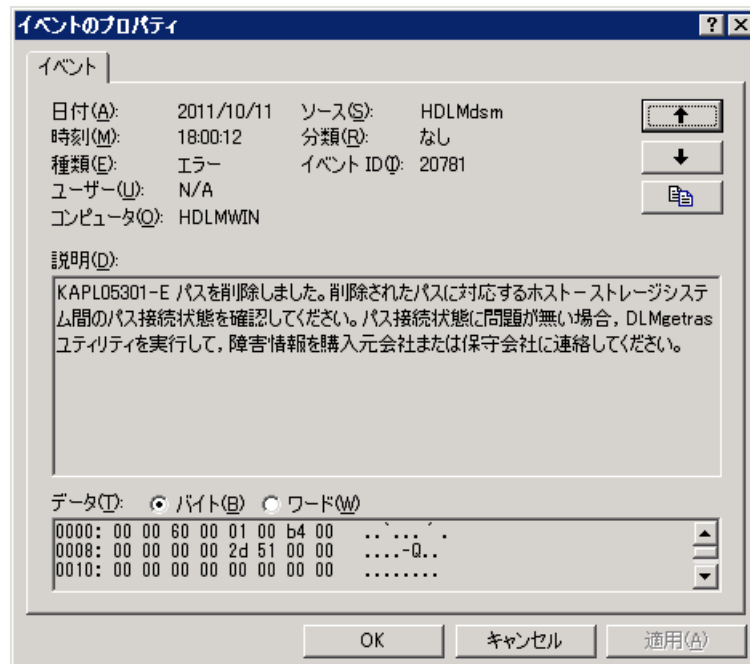 イベントのプロパティ
イベント
日付(A): 2011/10/11 ソース(S): HDLMdsm
時刻(M): 18:00:12 分類(R): なし
種類(E): エラー イベント ID(I): 20781
ユーザー(U): N/A
コンピュータ(O): HDLMWIN
説明(D):
KAPL05301-E パスを削除しました。削除されたパスに対応するホストーストレージシステ
ム間のパス接続状態を確認してください。パス接続状態に問題が無い場合，DLMgetras
ユティリティを実行して，障害情報を購入元会社または保守会社に連絡してください。
データ(T): バイト(B) ワード(W)
0000: 00 00 60 00 01 00 b4 00 ..`...´.
0008: 00 00 00 00 2d 51 00 00 ....-Q..
0010: 00 00 00 00 00 00 00 00 ........
OK キャンセル 適用(A)